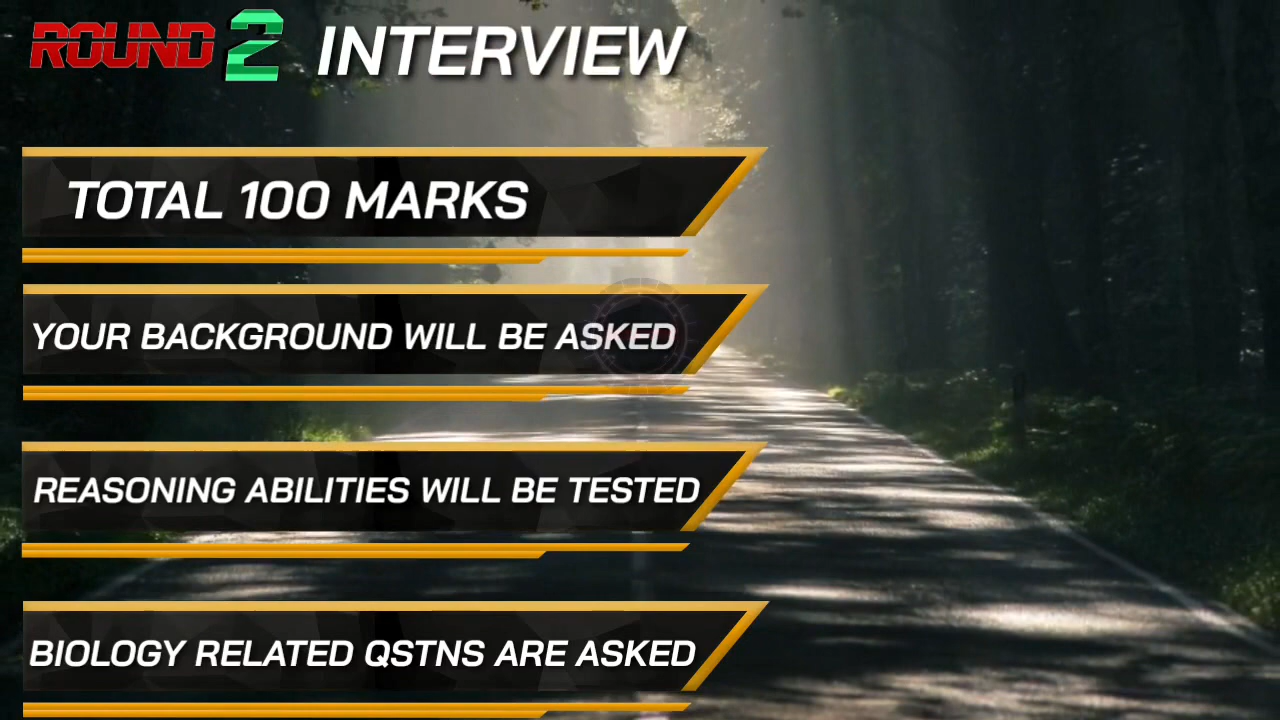 ROUND 2 INTERVIEW
TOTAL 100 MARKS
YOUR BACKGROUND WILL BE ASKED
REASONING ABILITIES WILL BE TESTED
BIOLOGY RELATED QSTNS ARE ASKED